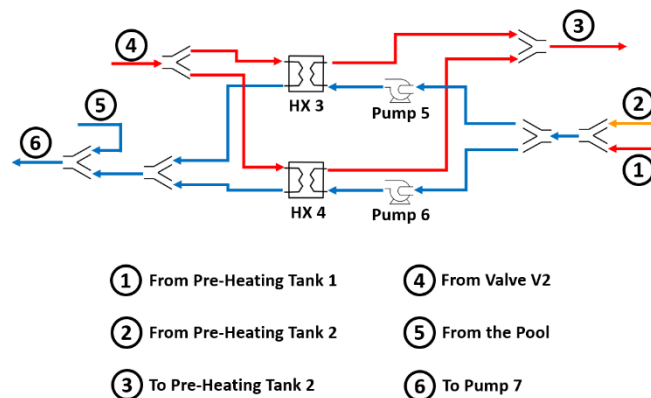 3
4
HX 3
Pump 5
5
2
6
1
HX 4
Pump 6
1 From Pre-Heating Tank 1
4 From Valve V2
2 From Pre-Heating Tank 2
5 From the Pool
3 To Pre-Heating Tank 2
6 To Pump 7